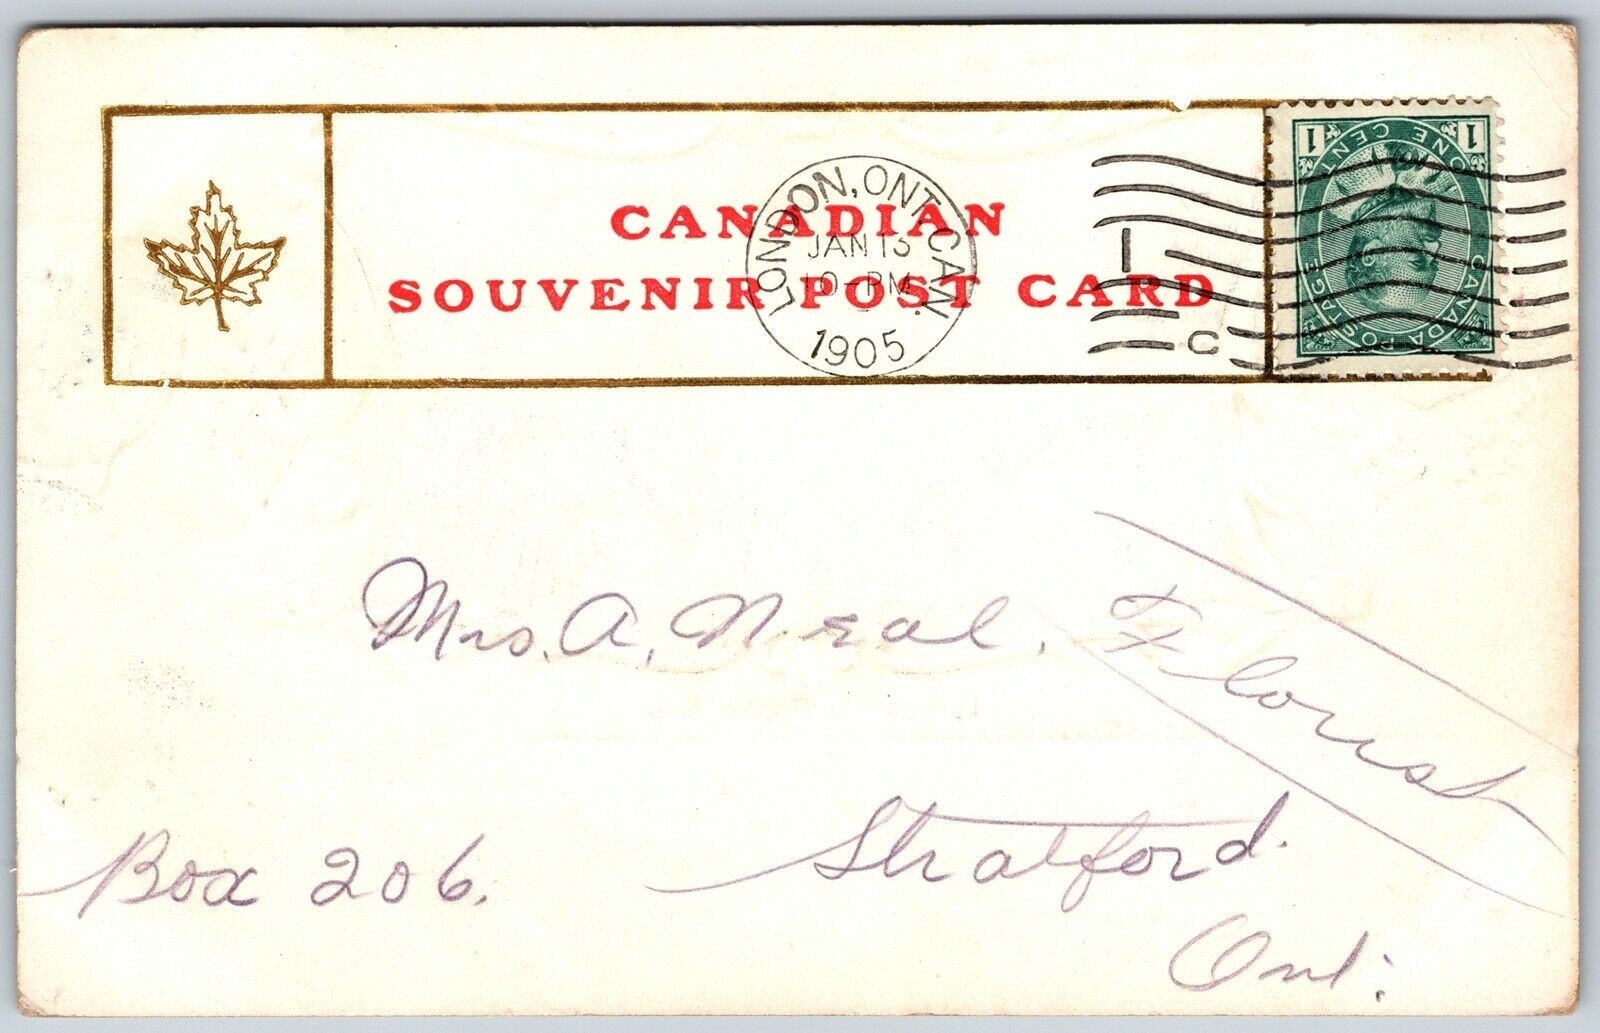 CANADIAN
SOUVENIR POST CARD
LONDON, ONT. CAN.
JAN 13
10-PM
1905
1
C
1 ONE CENT 1
CANADA POSTAGE
Mrs. A. Neal.
Florist
Box 206.
Stratford.
Ont: